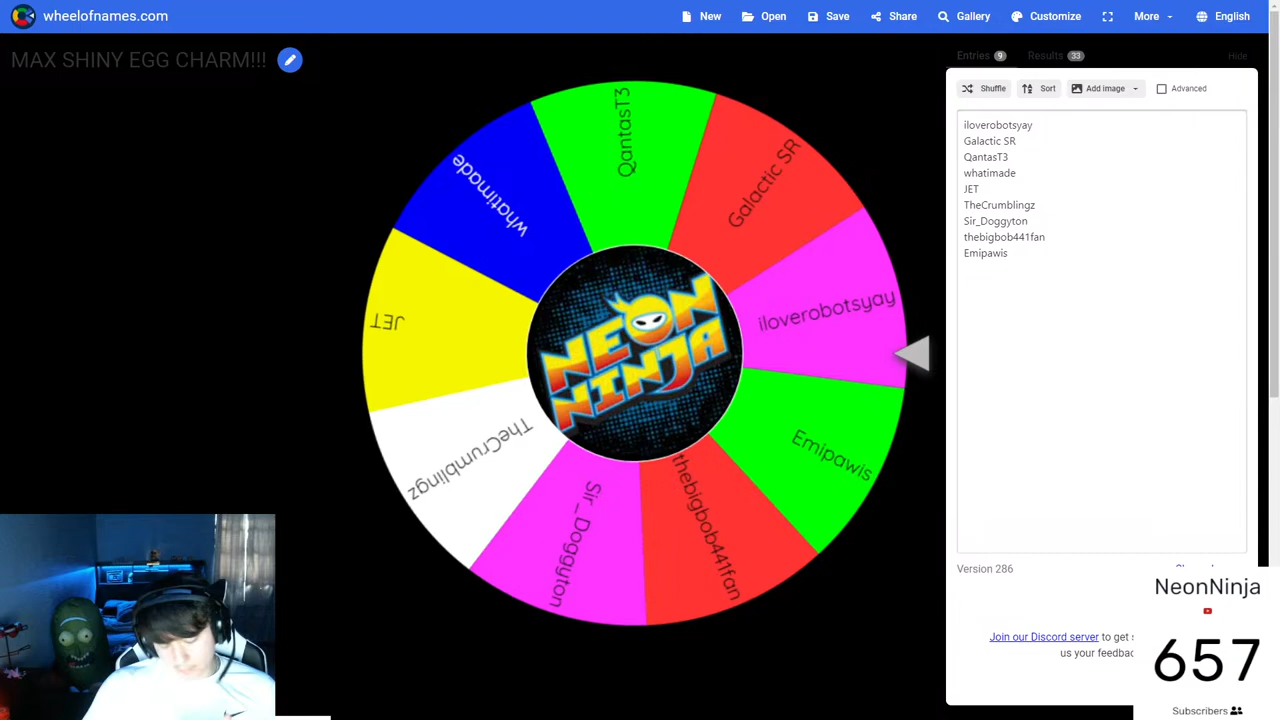 wheelofnames.com
New
Open
Save
Share
Gallery
Customize
More
English
MAX SHINY EGG CHARM!!!
Entries 9
Results 33
Hide
Shuffle
Sort
Add image
Advanced
iloverobotsyay
Galactic SR
QantasT3
whatimade
JET
TheCrumblingz
Sir_Doggyton
thebigbob441fan
Emipawis
QantasT3
Galactic SR
iloverobotsyay
Emipawis
thebigbob441fan
Sir_Doggyton
TheCrumblingz
JET
whatimade
NEON
NINJA
Version 286
Join our Discord server to get
us your feedbac
NeonNinja
657
Subscribers